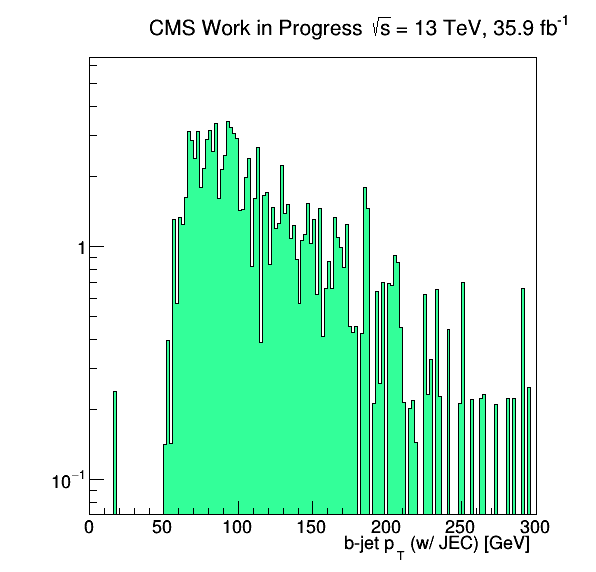 CMS Work in Progress √s = 13 TeV, 35.9 fb⁻¹
1
10⁻¹
0 50 100 150 200 250 300
b-jet p_T (w/ JEC) [GeV]